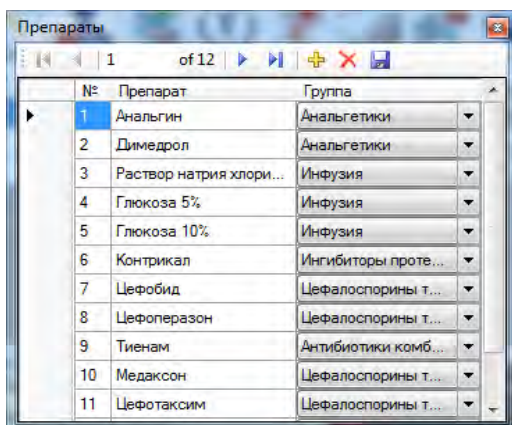 Препараты
1 of 12
№ Препарат Группа
1 Анальгин Анальгетики
2 Димедрол Анальгетики
3 Раствор натрия хлори... Инфузия
4 Глюкоза 5% Инфузия
5 Глюкоза 10% Инфузия
6 Контрикал Ингибиторы проте...
7 Цефобид Цефалоспорины т...
8 Цефоперазон Цефалоспорины т...
9 Тиенам Антибиотики комб...
10 Медаксон Цефалоспорины т...
11 Цефотаксим Цефалоспорины т...